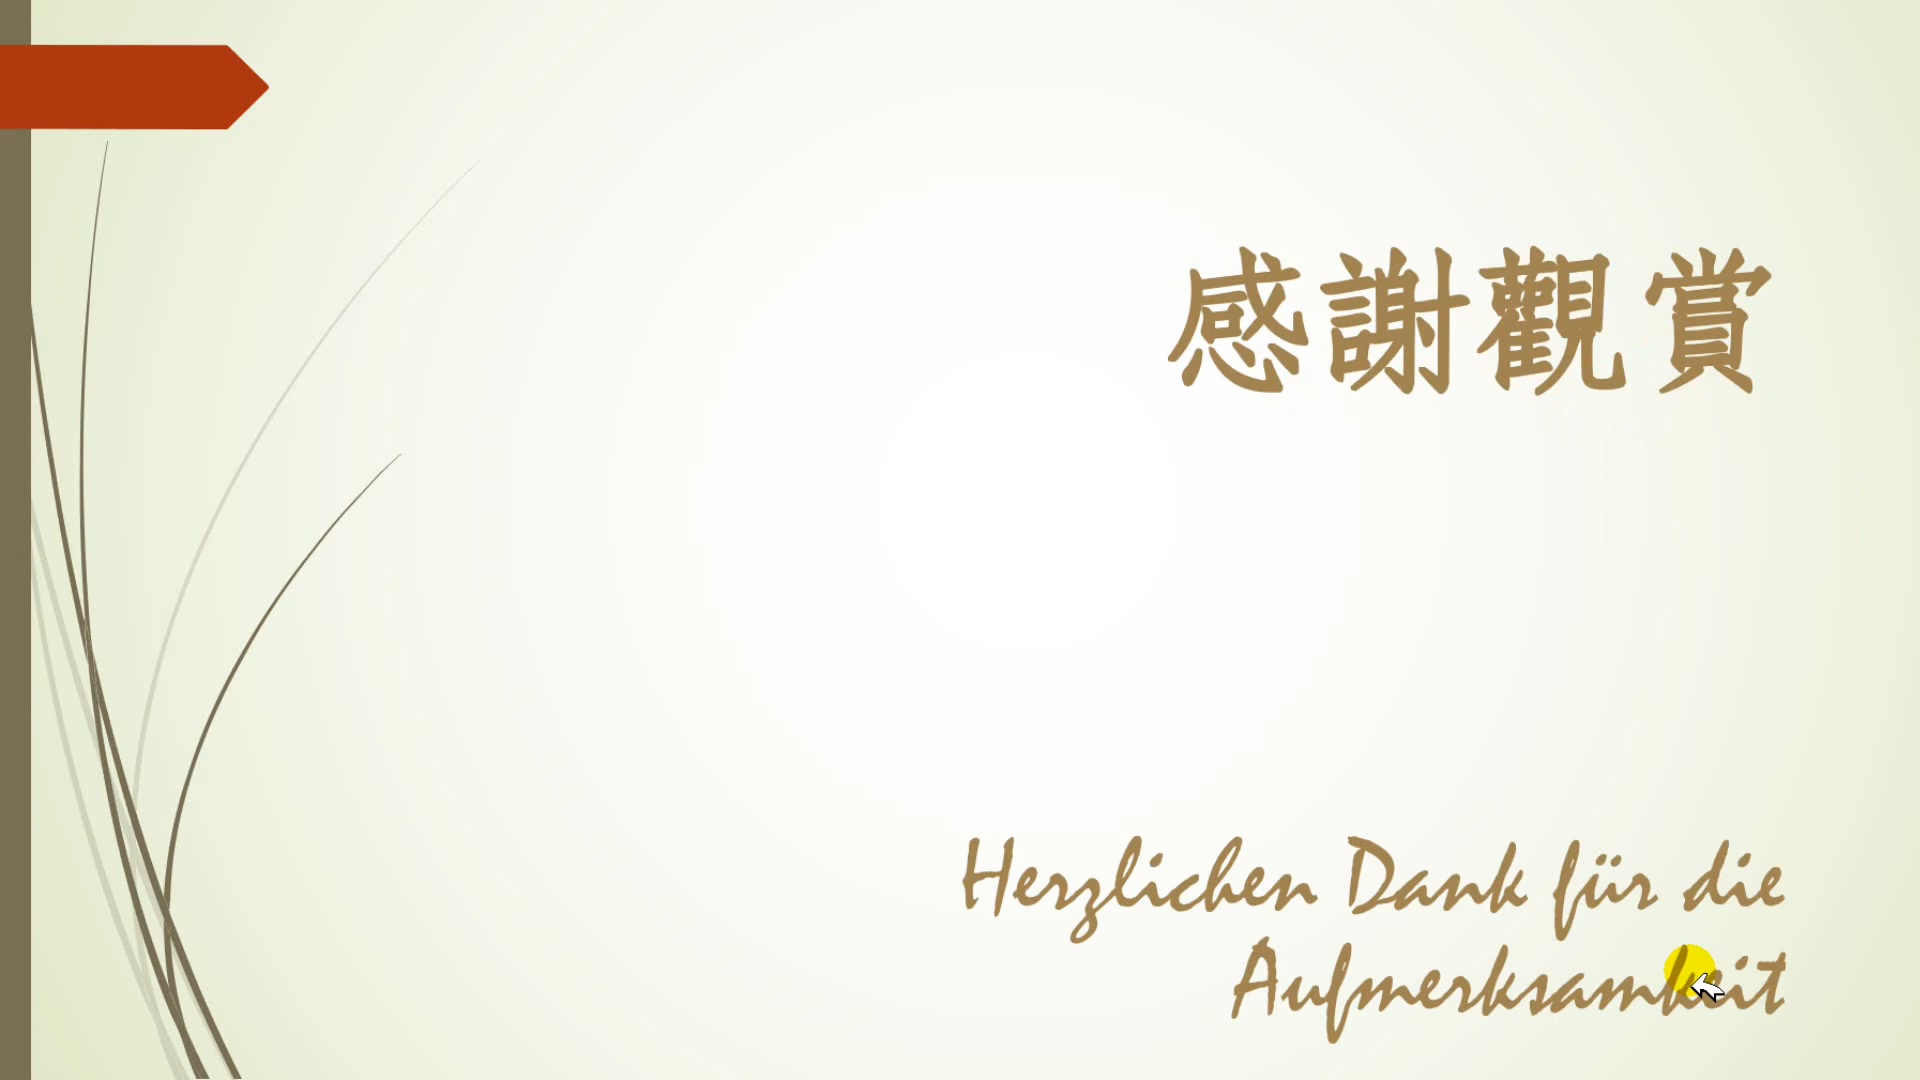 感謝觀賞
Herzlichen Dank für die
Aufmerksamkeit